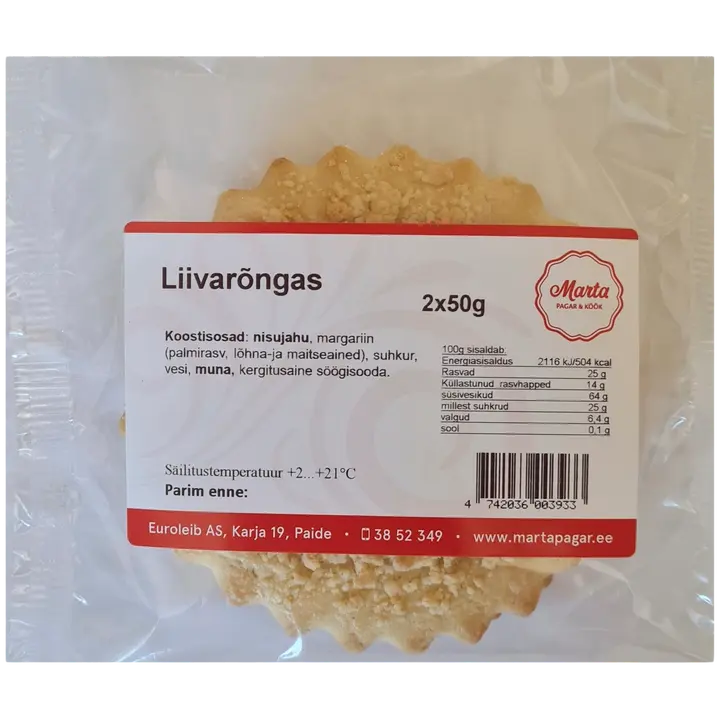 Liivarõngas
2x50g
Marta
PAGAR & KÖÖK
Koostisosad: nisujahu, margariin
(palmirasv, lõhna-ja maitseained), suhkur,
vesi, muna, kergitusaine söögisooda.
100g sisaldab:
Energiasisaldus 2116 kJ/504 kcal
Rasvad 25 g
Küllastunud rasvhapped 14 g
süsivesikud 64 g
millest suhkrud 25 g
valgud 6,4 g
sool 0,1 g
Säilitustemperatuur +2...+21°C
Parim enne:
4 742036 003933
Euroleib AS, Karja 19, Paide • 38 52 349 • www.martapagar.ee